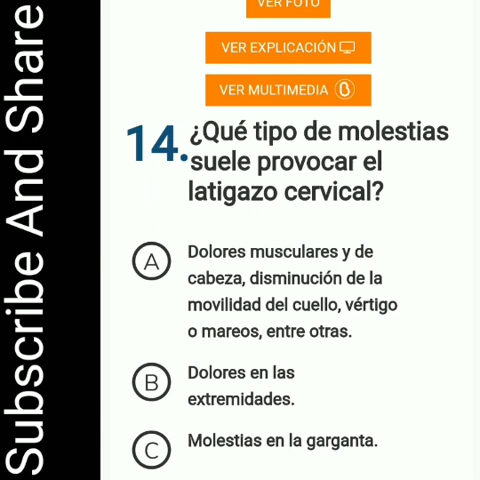 Subscribe And Share
VER FOTO
VER EXPLICACIÓN
VER MULTIMEDIA
14. ¿Qué tipo de molestias
suele provocar el
latigazo cervical?
A Dolores musculares y de
cabeza, disminución de la
movilidad del cuello, vértigo
o mareos, entre otras.
B Dolores en las
extremidades.
C Molestias en la garganta.